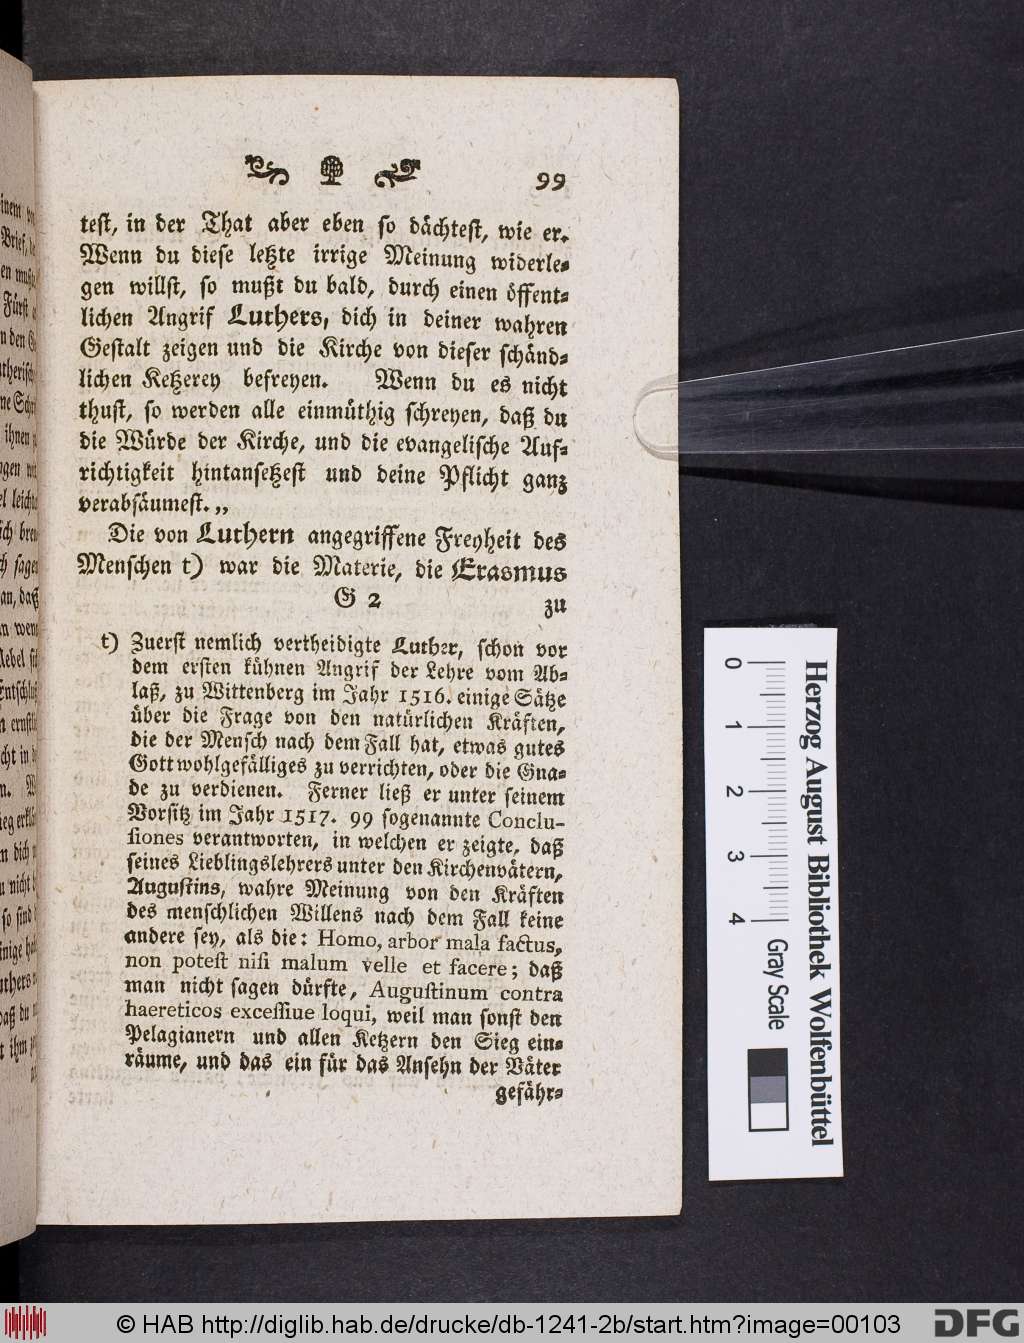 99
test, in der That aber eben so dächtest, wie er.
Wenn du diese letzte irrige Meinung widerle-
gen willst, so mußt du bald, durch einen öffent-
lichen Angrif Luthers, dich in deiner wahren
Gestalt zeigen und die Kirche von dieser schänd-
lichen Ketzerey befreyen. Wenn du es nicht
thust, so werden alle einmüthig schreyen, daß du
die Würde der Kirche, und die evangelische Auf-
richtigkeit hintansetzest und deine Pflicht ganz
verabsäumest.„
Die von Luthern angegriffene Freyheit des
Menschen t) war die Materie, die Erasmus
G 2 zu
t) Zuerst nemlich vertheidigte Luther, schon vor
dem ersten kühnen Angrif der Lehre vom Ab-
laß, zu Wittenberg im Jahr 1516. einige Sätze
über die Frage von den natürlichen Kräften,
die der Mensch nach dem Fall hat, etwas gutes
Gott wohlgefälliges zu verrichten, oder die Gna-
de zu verdienen. Ferner ließ er unter seinem
Vorsitz im Jahr 1517. 99 sogenannte Conclu-
siones verantworten, in welchen er zeigte, daß
seines Lieblingslehrers unter den Kirchenvätern,
Augustins, wahre Meinung von den Kräften
des menschlichen Willens nach dem Fall keine
andere sey, als die: Homo, arbor mala factus,
non potest nisi malum velle et facere; daß
man nicht sagen dürfte, Augustinum contra
haereticos excessiue loqui, weil man sonst den
Pelagianern und allen Ketzern den Sieg ein-
räume, und das ein für das Ansehn der Väter
gefähr-
Herzog August Bibliothek Wolfenbüttel
0 1 2 3 4 Gray Scale
© HAB http://diglib.hab.de/drucke/db-1241-2b/start.htm?image=00103
DFG